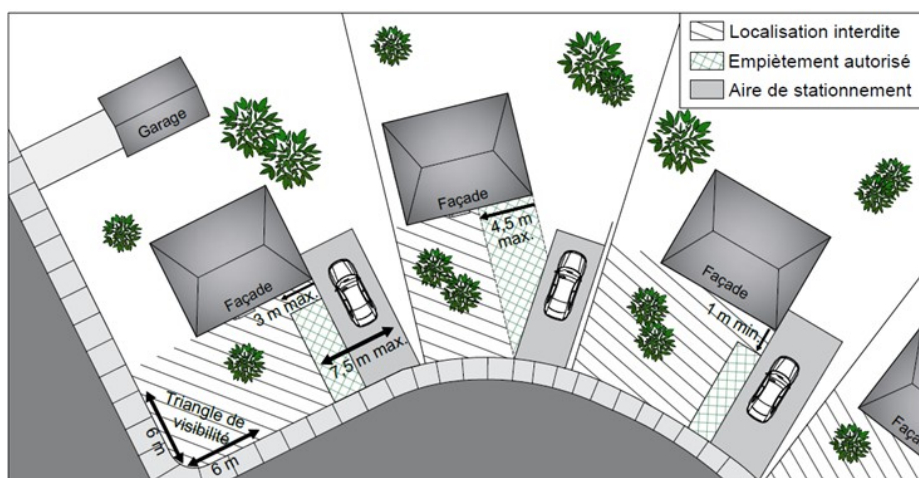 Localisation interdite
Empiètement autorisé
Aire de stationnement
Garage
Façade
4,5 m
max.
Façade
3 m max.
7,5 m max.
Façade
1 m min.
Triangle de
visibilité
6 m
6 m